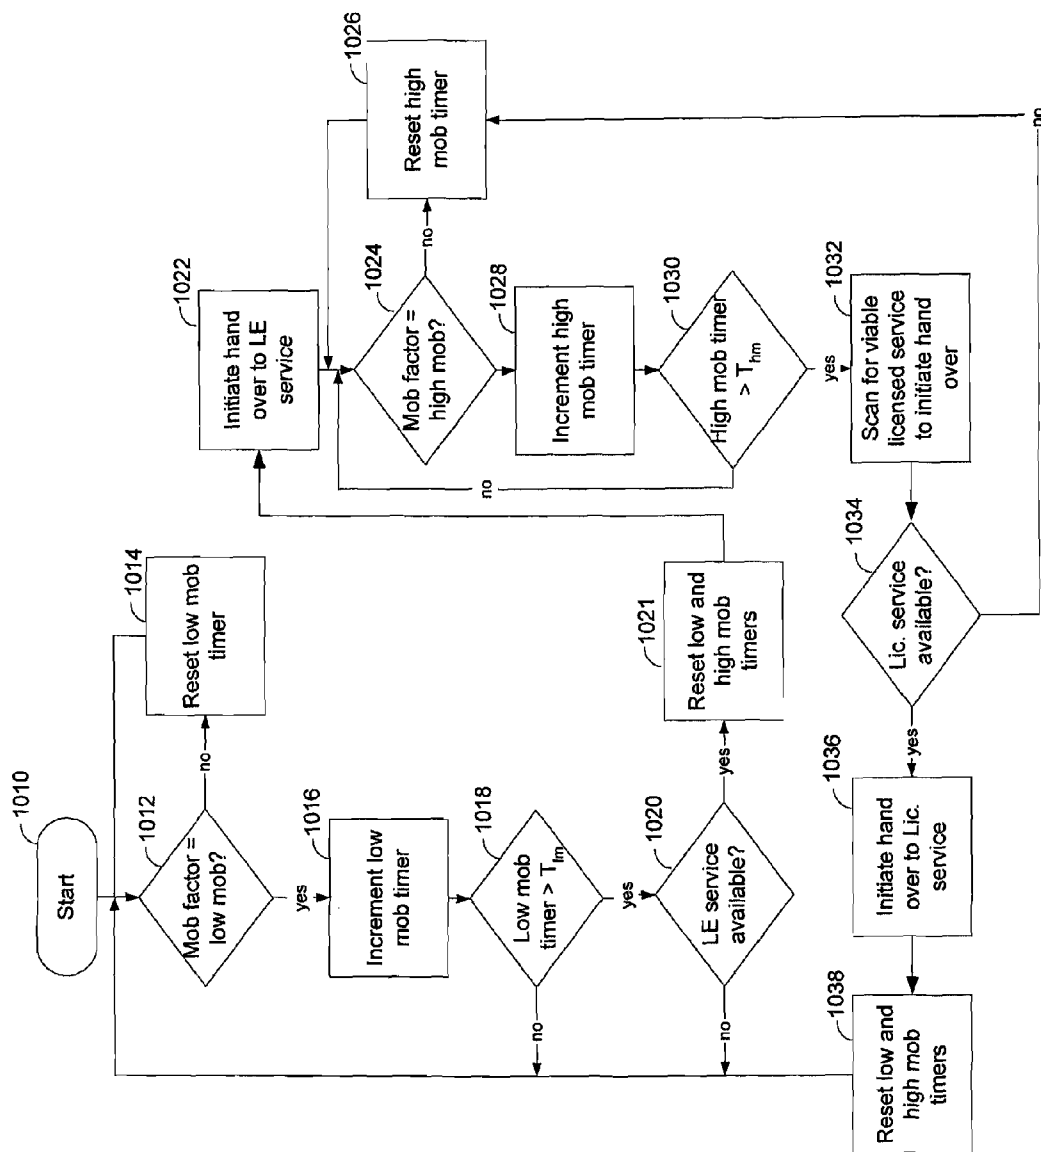 1010
Start
1012
Mob factor =
low mob?
no
1014
Reset low mob
timer
yes
1016
Increment low
mob timer
1018
Low mob
timer > Tlm
no
yes
1020
LE service
available?
no
yes
1021
Reset low and
high mob
timers
1022
Initiate hand
over to LE
service
1024
Mob factor =
high mob?
no
1026
Reset high
mob timer
1028
Increment high
mob timer
1030
High mob timer
> Thm
no
yes
1032
Scan for viable
licensed service
to initiate hand
over
1034
Lic. service
available?
no
yes
1036
Initiate hand
over to Lic.
service
1038
Reset low and
high mob
timers